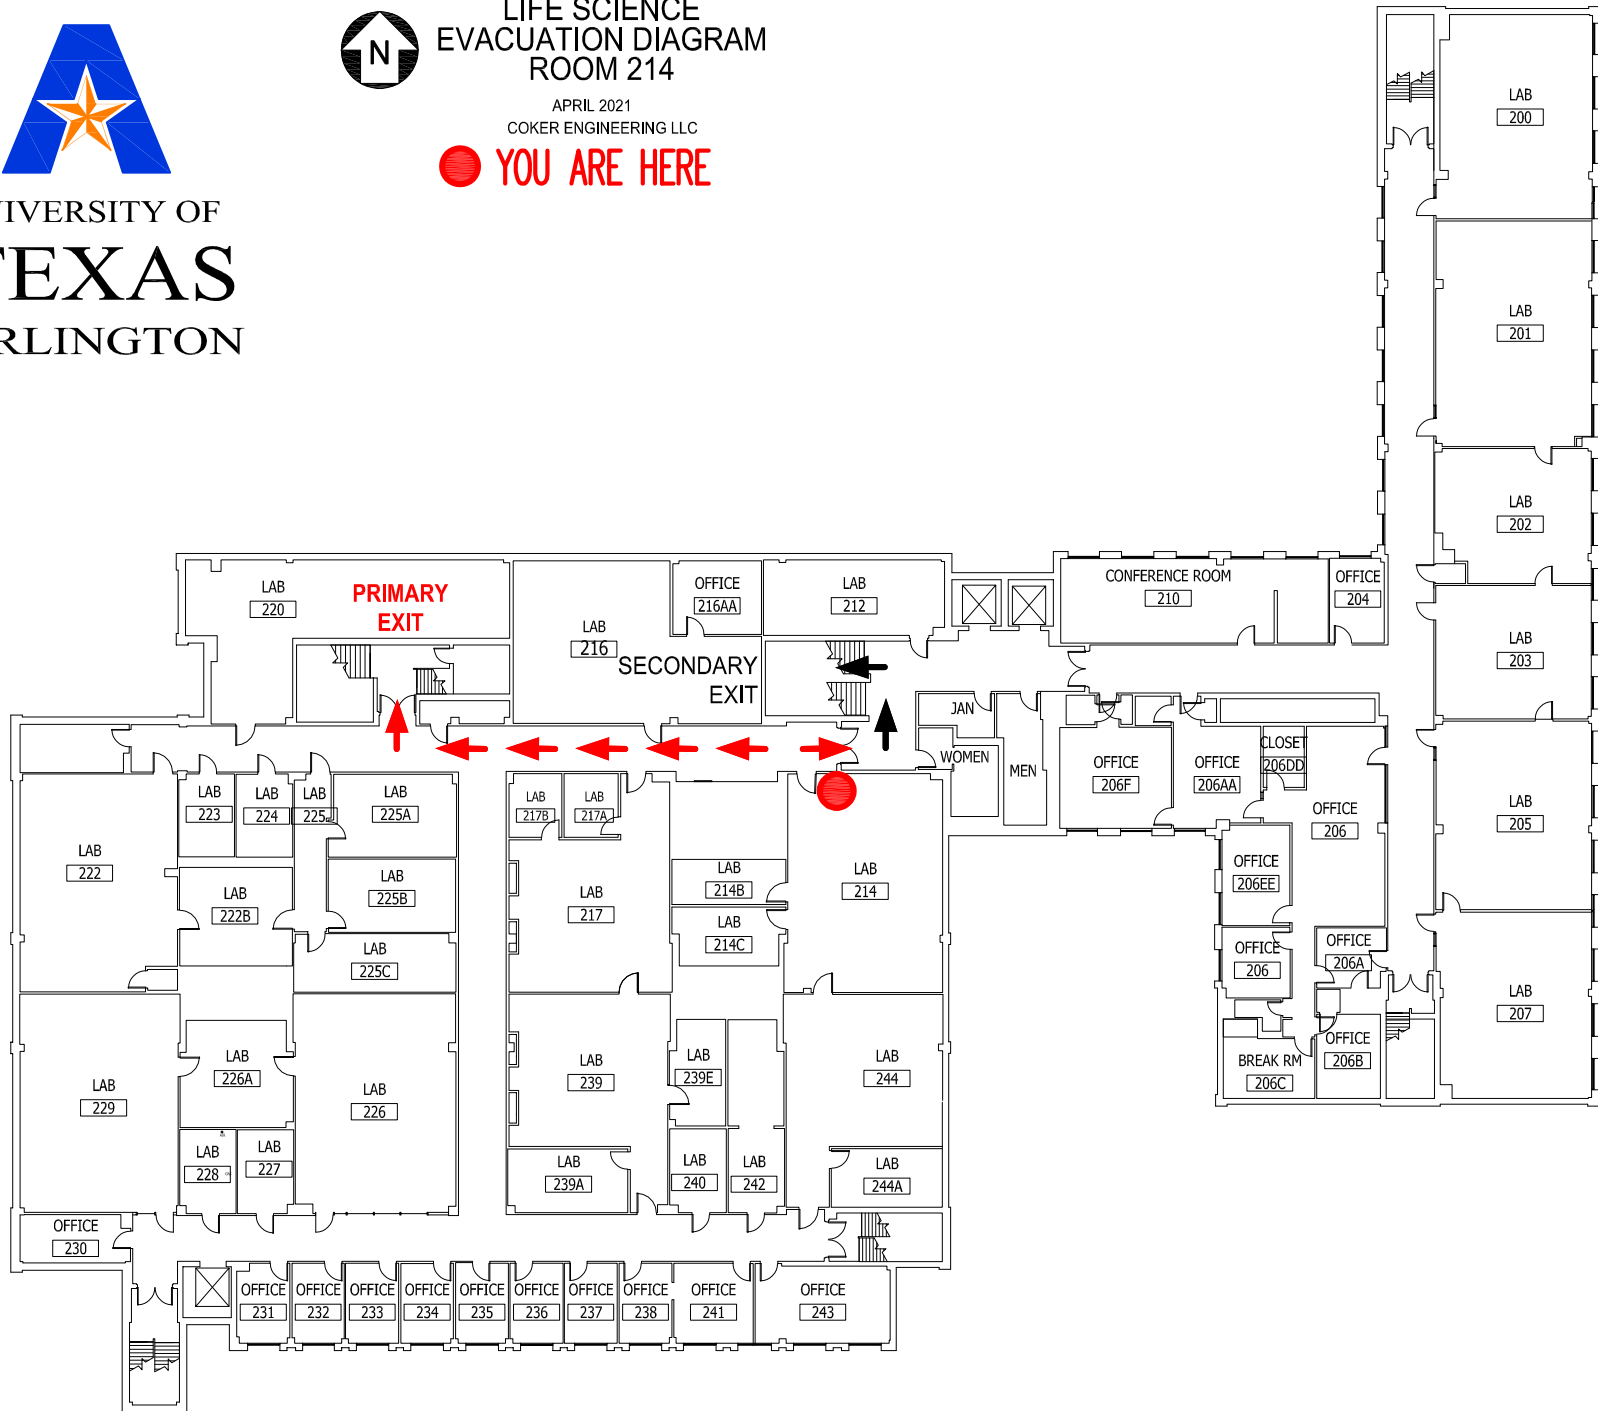 LIFE SCIENCE
EVACUATION DIAGRAM
ROOM 214
N
APRIL 2021
COKER ENGINEERING LLC
YOU ARE HERE
IVERSITY OF
TEXAS
RLINGTON
LAB
200
LAB
201
LAB
202
LAB
203
LAB
205
LAB
207
CONFERENCE ROOM
210
OFFICE
204
LAB
220
PRIMARY
EXIT
LAB
216
OFFICE
216AA
LAB
212
SECONDARY
EXIT
JAN
WOMEN
MEN
OFFICE
206F
OFFICE
206AA
CLOSET
206DD
OFFICE
206
OFFICE
206EE
OFFICE
206
OFFICE
206A
OFFICE
206B
BREAK RM
206C
LAB
222
LAB
223
LAB
224
LAB
225
LAB
225A
LAB
225B
LAB
222B
LAB
225C
LAB
217B
LAB
217A
LAB
217
LAB
214B
LAB
214C
LAB
214
LAB
229
LAB
226A
LAB
226
LAB
228
LAB
227
LAB
239
LAB
239E
LAB
244
LAB
239A
LAB
240
LAB
242
LAB
244A
OFFICE
230
OFFICE
231
OFFICE
232
OFFICE
233
OFFICE
234
OFFICE
235
OFFICE
236
OFFICE
237
OFFICE
238
OFFICE
241
OFFICE
243